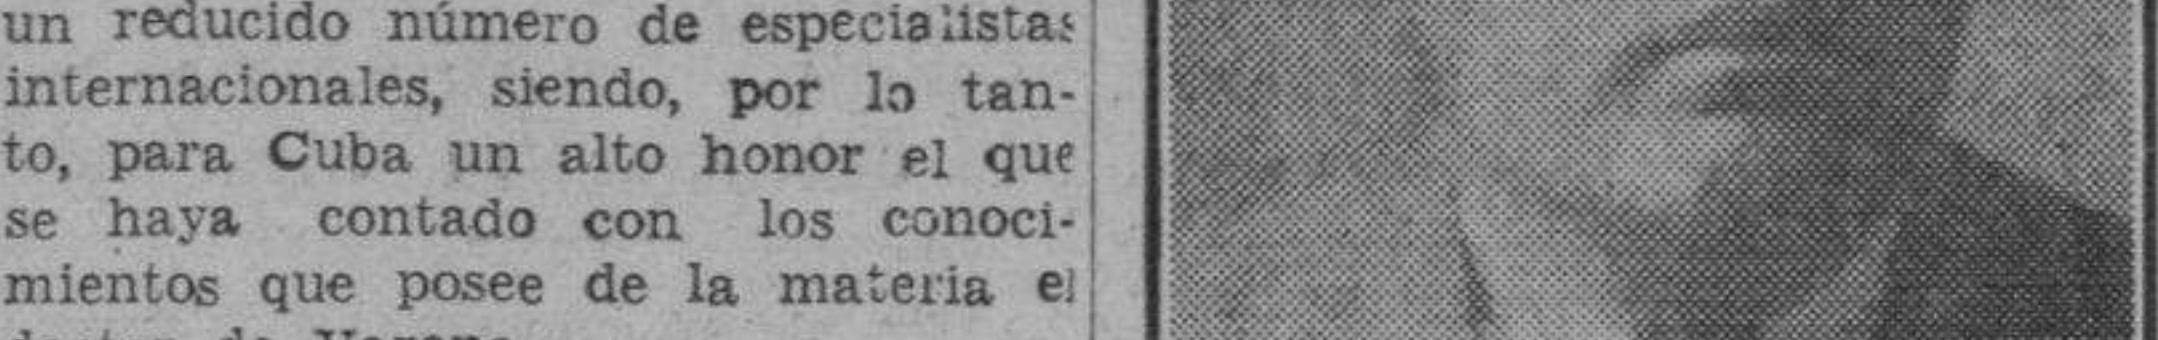 un reducido número de especialistas
internacionales, siendo, por lo tan-
to, para Cuba un alto honor el que
se haya contado con los conoci-
mientos que posee de la materia el